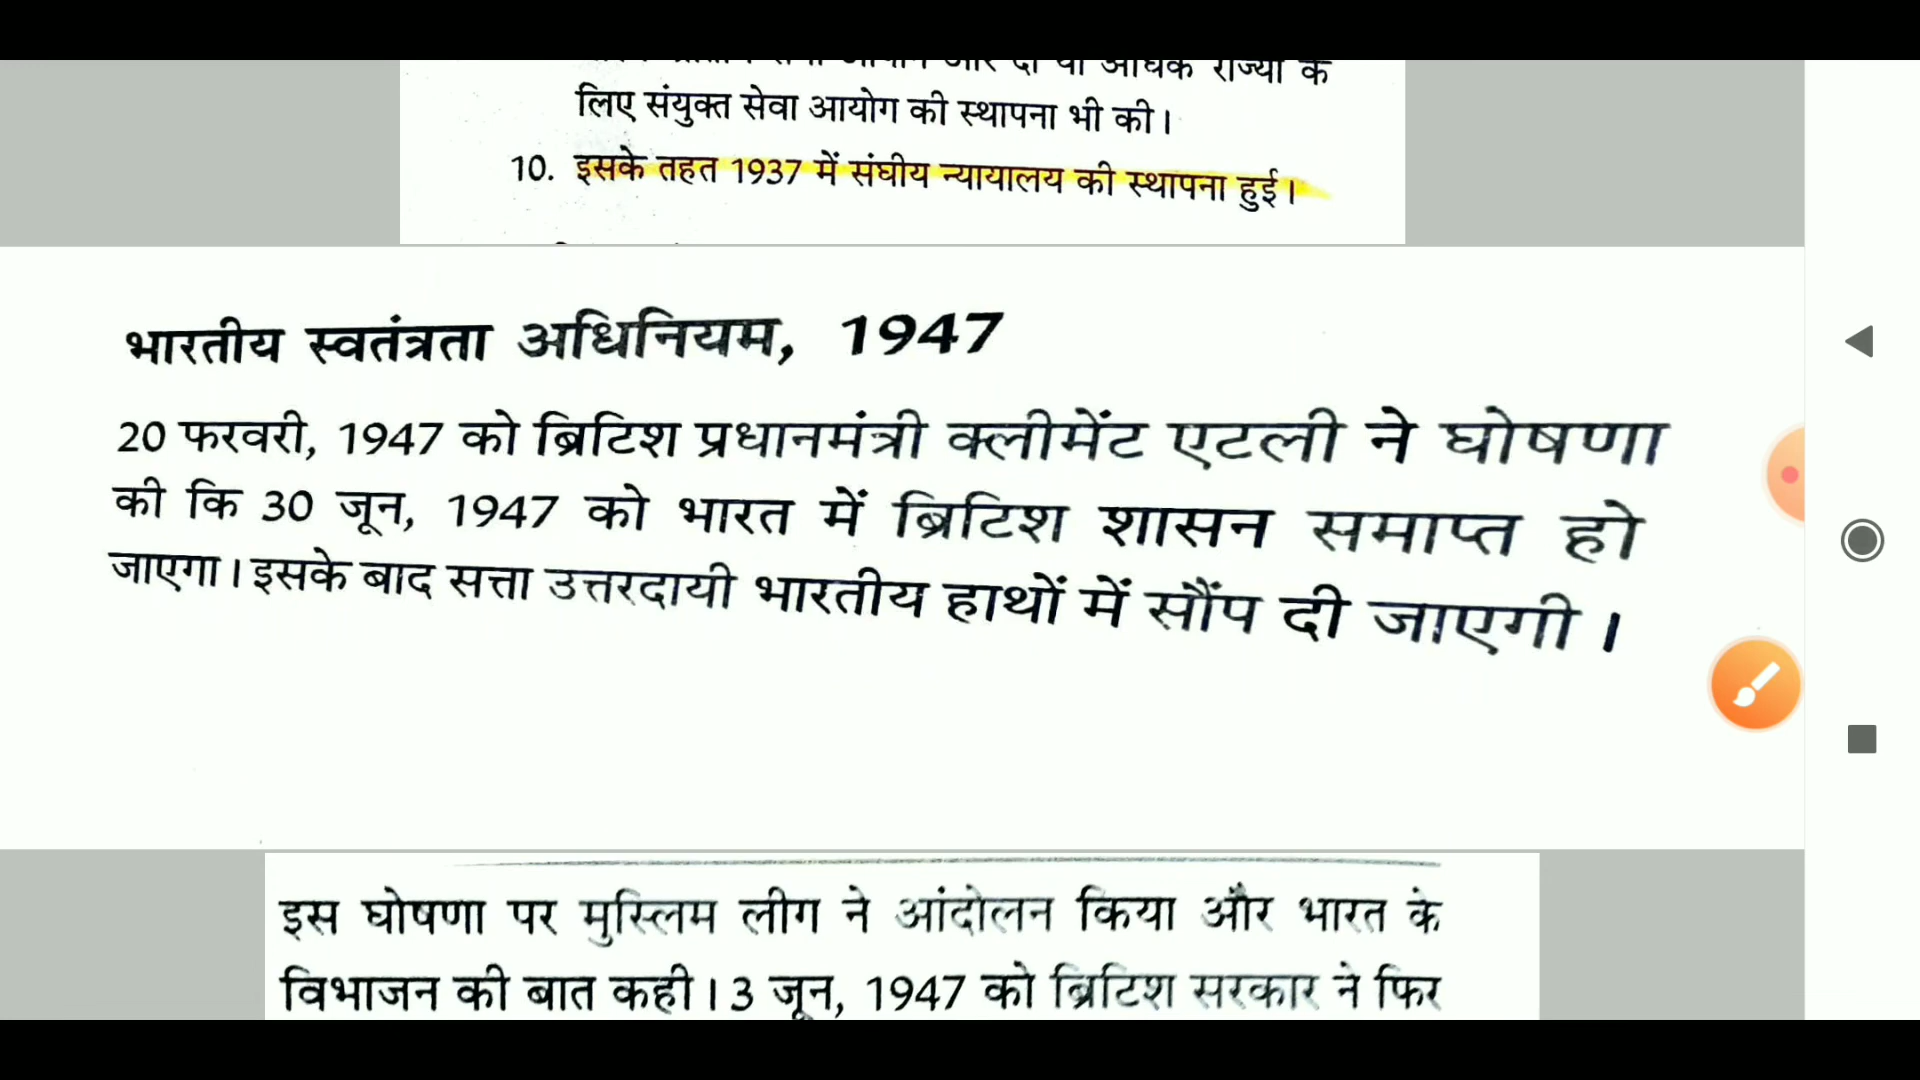 और दो या अधिक राज्यों के
लिए संयुक्त सेवा आयोग की स्थापना भी की।
10. इसके तहत 1937 में संघीय न्यायालय की स्थापना हुई।
भारतीय स्वतंत्रता अधिनियम, 1947
20 फरवरी, 1947 को ब्रिटिश प्रधानमंत्री क्लीमेंट एटली ने घोषणा
की कि 30 जून, 1947 को भारत में ब्रिटिश शासन समाप्त हो
जाएगा। इसके बाद सत्ता उत्तरदायी भारतीय हाथों में सौंप दी जाएगी।
इस घोषणा पर मुस्लिम लीग ने आंदोलन किया और भारत के
विभाजन की बात कही। 3 जून, 1947 को ब्रिटिश सरकार ने फिर